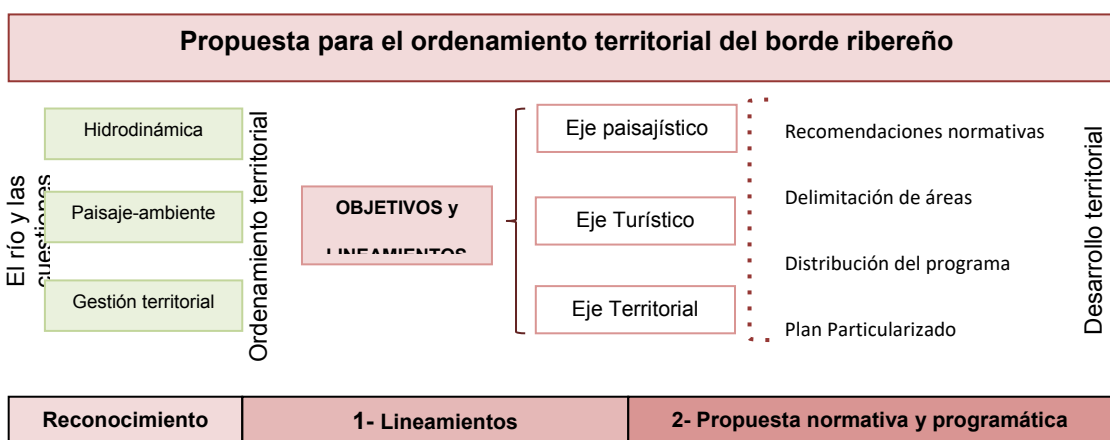 Propuesta para el ordenamiento territorial del borde ribereño
El río y las
cuestiones
Hidrodinámica
Paisaje-ambiente
Gestión territorial
Ordenamiento territorial
OBJETIVOS y
LINEAMIENTOS
Eje paisajístico
Eje Turístico
Eje Territorial
Recomendaciones normativas
Delimitación de áreas
Distribución del programa
Plan Particularizado
Desarrollo territorial
Reconocimiento
1- Lineamientos
2- Propuesta normativa y programática